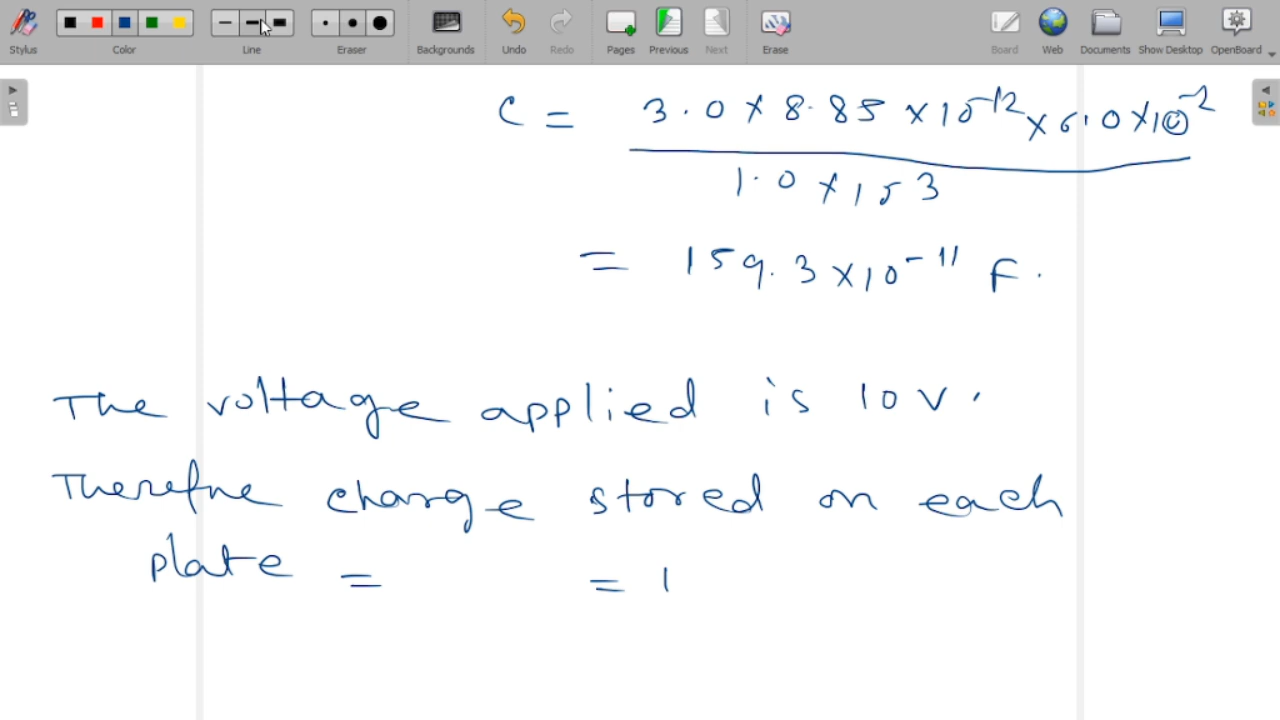 Stylus Color Line Eraser Backgrounds Undo Redo Pages Previous Next Erase Board Web Documents Show Desktop OpenBoard
C = 3.0 × 8.85 × 10^-12 × 6.0 × 10^-2
1.0 × 10^-3
= 159.3 × 10^-11 F.
The voltage applied is 10 V.
Therefore charge stored on each
plate = = 1